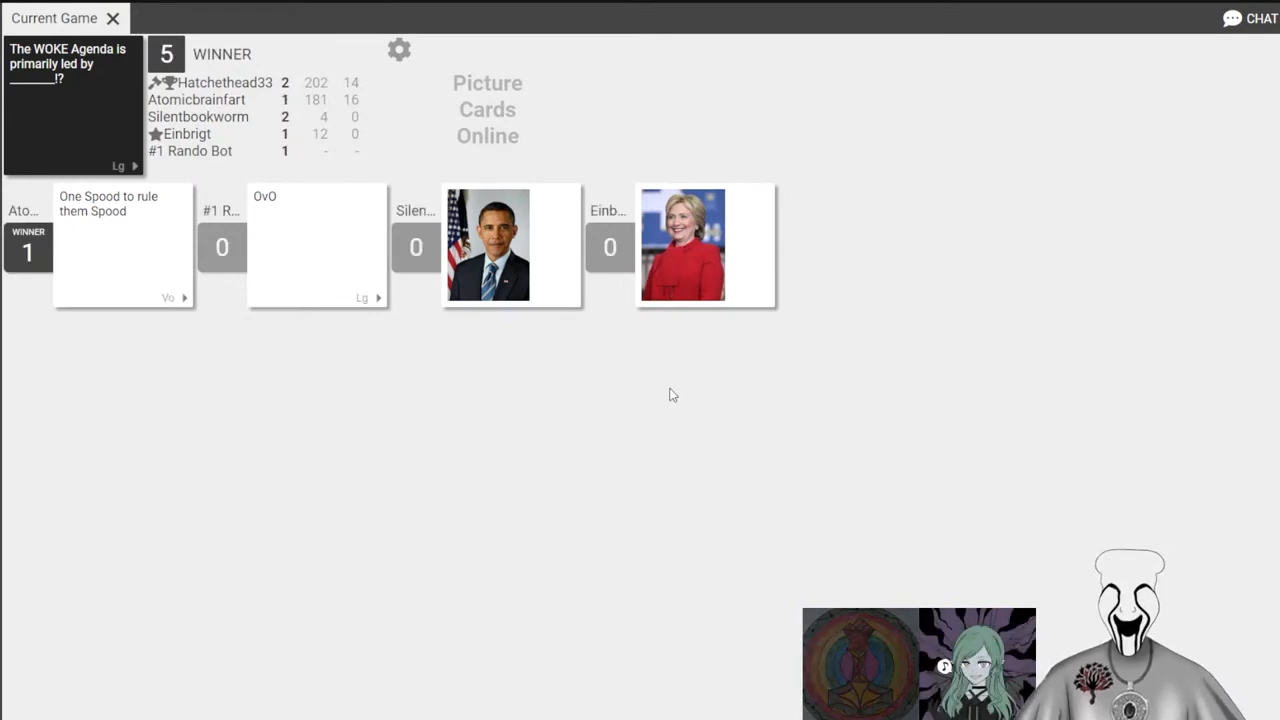 Current Game
CHAT
The WOKE Agenda is
primarily led by
______!?
Lg
5 WINNER
Hatchethead33 2 202 14
Atomicbrainfart 1 181 16
Silentbookworm 2 4 0
Einbrigt 1 12 0
#1 Rando Bot 1 - -
Picture
Cards
Online
Ato...
WINNER
1
One Spood to rule
them Spood
Vo
#1 R...
0
OvO
Lg
Silen...
0
Einb...
0